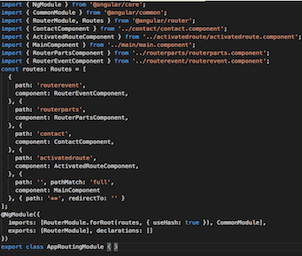 import { NgModule } from '@angular/core';
import { CommonModule } from '@angular/common';
import { RouterModule, Routes } from '@angular/router';
import { ContactComponent } from '../contact/contact.component';
import { ActivatedRouteComponent } from '../activatedroute/activatedroute.component';
import { MainComponent } from '../main/main.component';
import { RouterPartsComponent } from '../routerparts/routerparts.component';
import { RouterEventComponent } from '../routerevent/routerevent.component';
const routes: Routes = [
{
path: 'routerevent',
component: RouterEventComponent,
}, {
path: 'routerparts',
component: RouterPartsComponent,
}, {
path: 'contact',
component: ContactComponent,
}, {
path: 'activatedroute',
component: ActivatedRouteComponent,
}, {
path: '', pathMatch: 'full',
component: MainComponent
}, { path: '**', redirectTo: '' }
];
@NgModule({
imports: [RouterModule.forRoot(routes, { useHash: true }), CommonModule],
exports: [RouterModule], declarations: []
})
export class AppRoutingModule { }